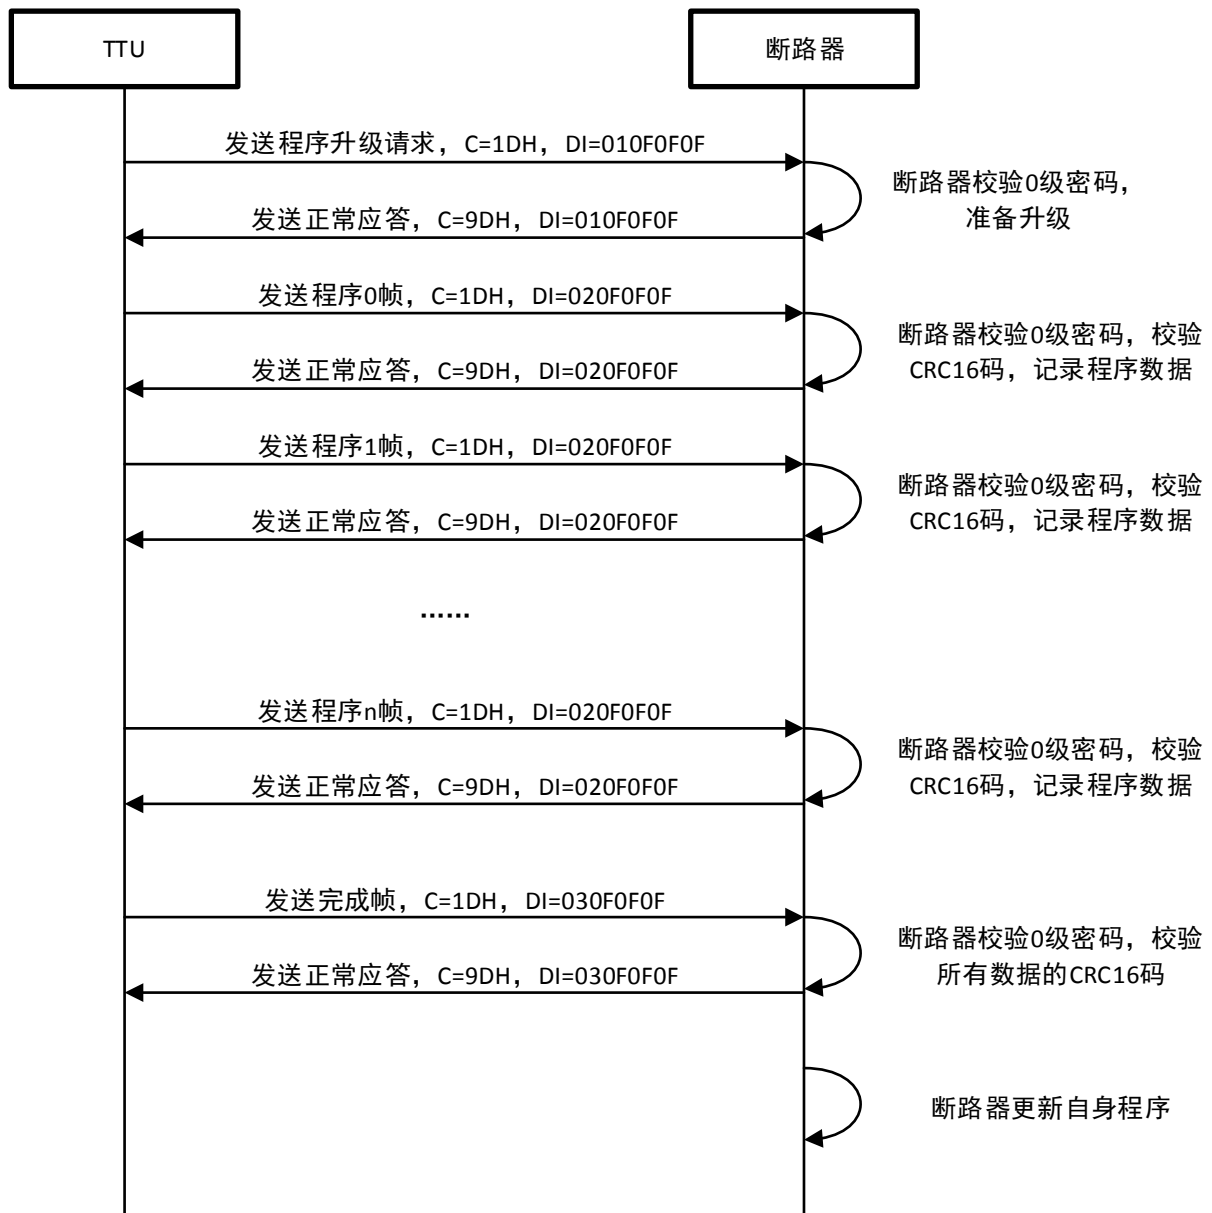 TTU
断路器
发送程序升级请求，C=1DH，DI=010F0F0F
断路器校验0级密码，
准备升级
发送正常应答，C=9DH，DI=010F0F0F
发送程序0帧，C=1DH，DI=020F0F0F
断路器校验0级密码，校验
CRC16码，记录程序数据
发送正常应答，C=9DH，DI=020F0F0F
发送程序1帧，C=1DH，DI=020F0F0F
断路器校验0级密码，校验
CRC16码，记录程序数据
发送正常应答，C=9DH，DI=020F0F0F
……
发送程序n帧，C=1DH，DI=020F0F0F
断路器校验0级密码，校验
CRC16码，记录程序数据
发送正常应答，C=9DH，DI=020F0F0F
发送完成帧，C=1DH，DI=030F0F0F
断路器校验0级密码，校验
所有数据的CRC16码
发送正常应答，C=9DH，DI=030F0F0F
断路器更新自身程序